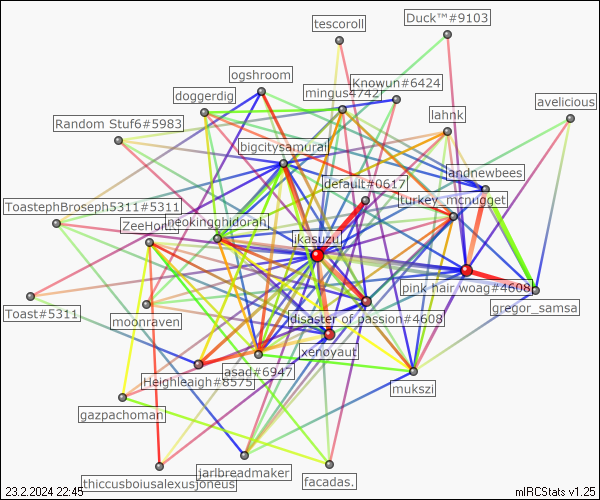 Duck™#9103
tescoroll
ogshroom
Knowun#6424
mingus4742
doggerdig
avelicious
lahnk
Random Stuf6#5983
bigcitysamurai
andnewbees
default#0617
turkey_mcnugget
ToastephBroseph5311#5311
neokingghidorah
ZeeHontz
ikasuzu
pink hair woag#4608
gregor_samsa
Toast#5311
moonraven
disaster of passion#4608
xenoyaut
asad#6947
Heighleaigh#8575
mukszi
gazpachoman
jarlbreadmaker
thiccusboiusalexusjoneus
facadas.
23.2.2024 22:45
mIRCStats v1.25